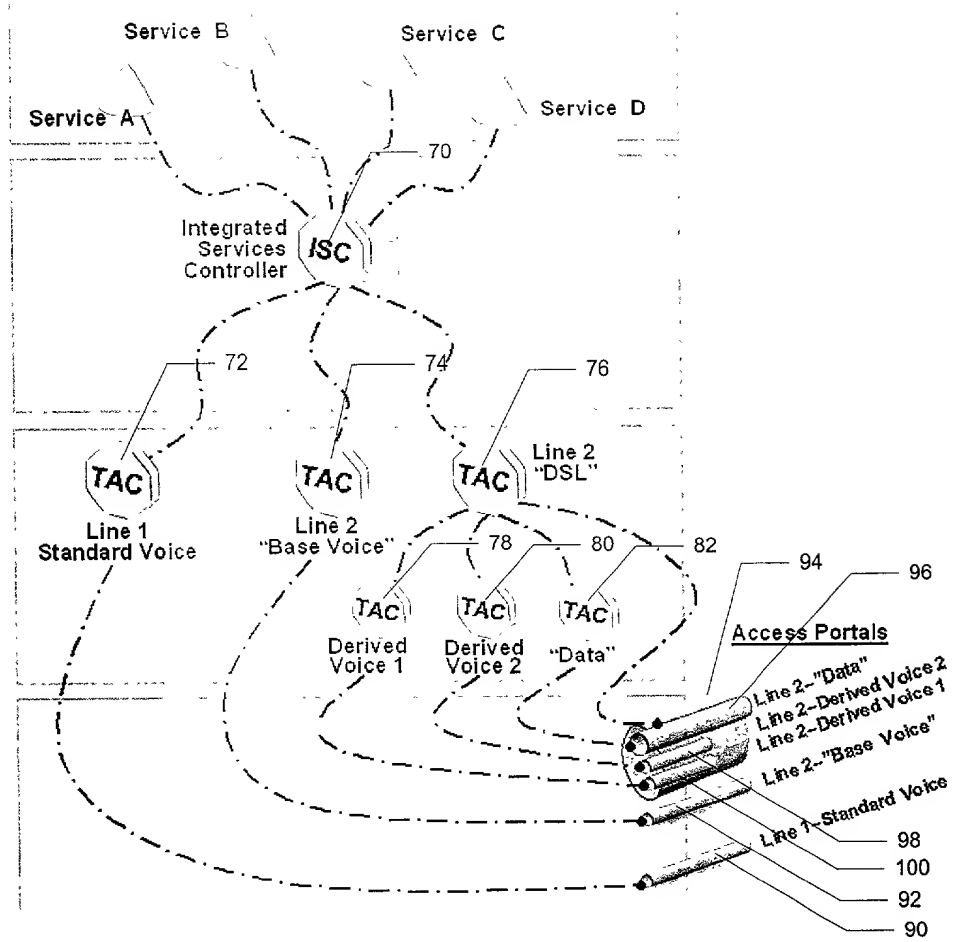 Service B
Service C
Service A
Service D
70
Integrated
Services
Controller
ISC
72
74
76
TAC
TAC
TAC
Line 2
"DSL"
Line 1
Standard Voice
Line 2
"Base Voice"
78
80
82
94
96
TAC
TAC
TAC
Derived
Voice 1
Derived
Voice 2
"Data"
Access Portals
Line 2-"Data"
Line 2-Derived Voice 2
Line 2-Derived Voice 1
Line 2-"Base Voice"
Line 1-Standard Voice
98
100
92
90